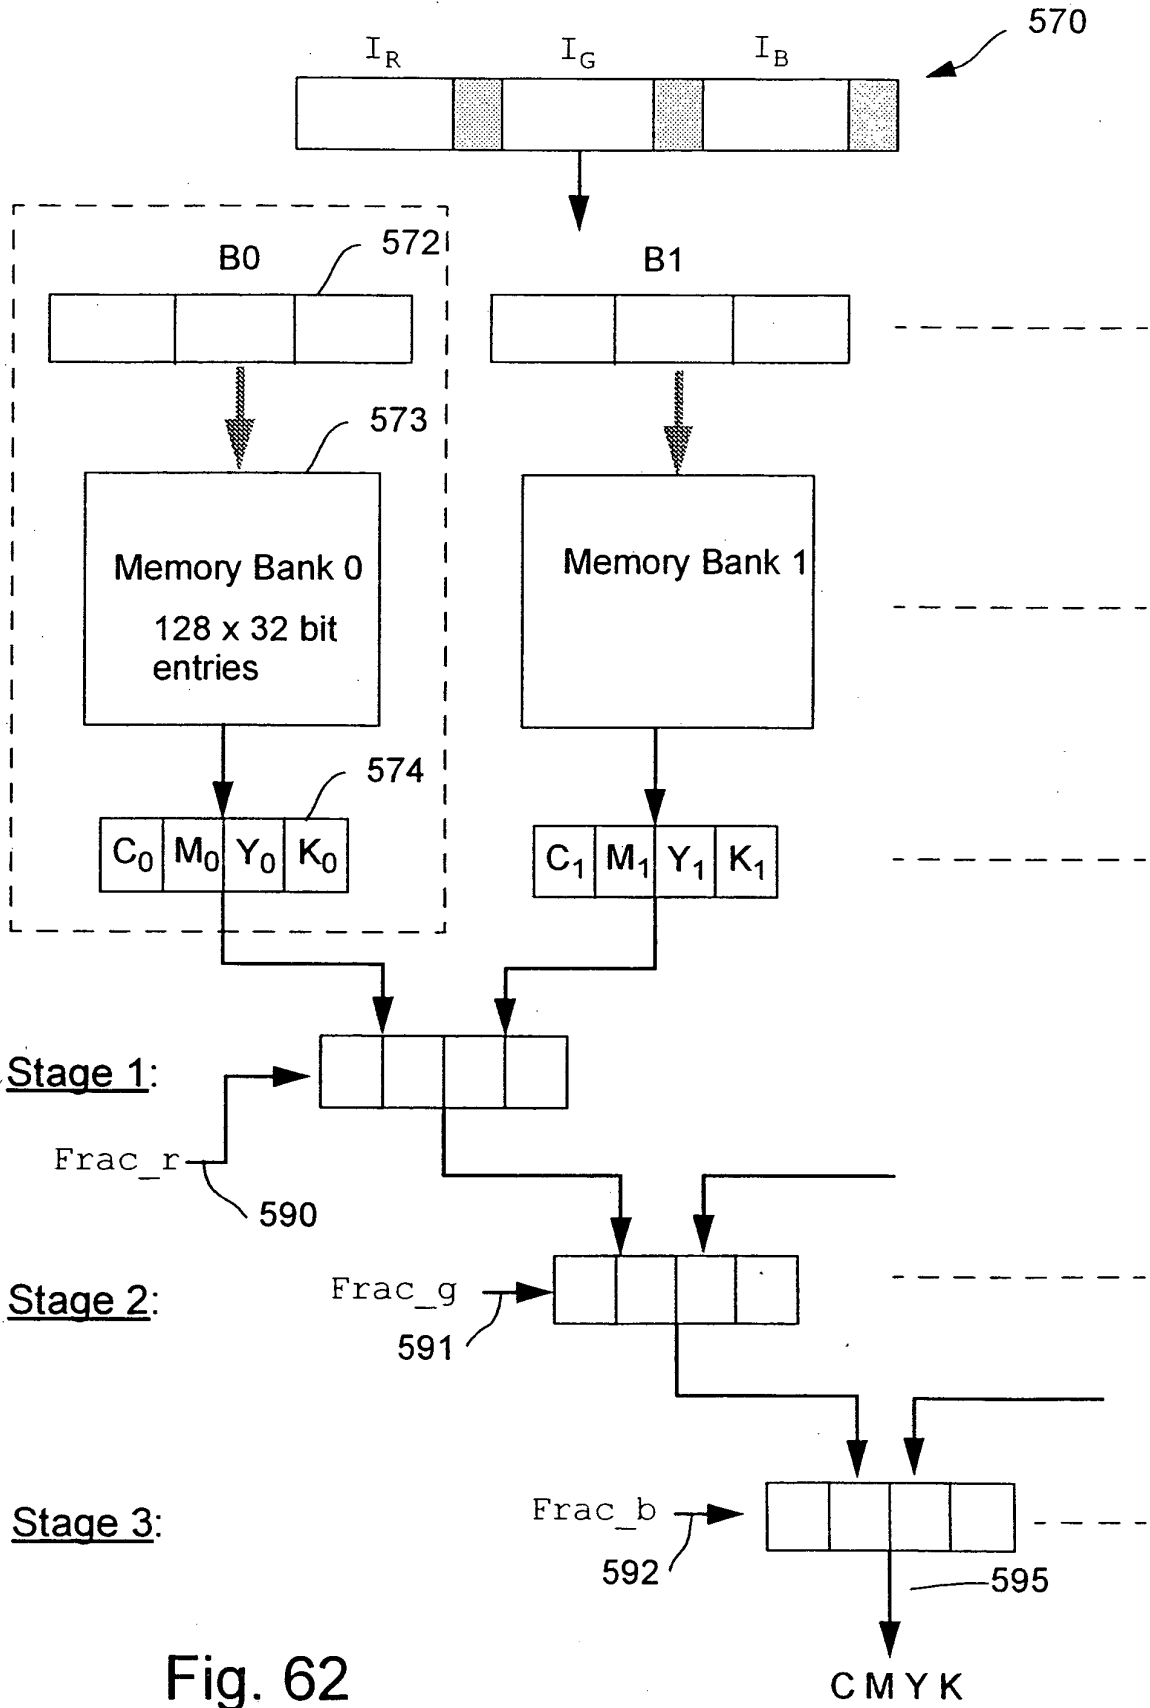 570
I_R I_G I_B
B0 572 B1
573
Memory Bank 0
128 x 32 bit
entries
Memory Bank 1
574
C_0 M_0 Y_0 K_0
C_1 M_1 Y_1 K_1
Stage 1:
Frac_r
590
Stage 2:
Frac_g
591
Stage 3:
Frac_b
592
595
C M Y K
Fig. 62